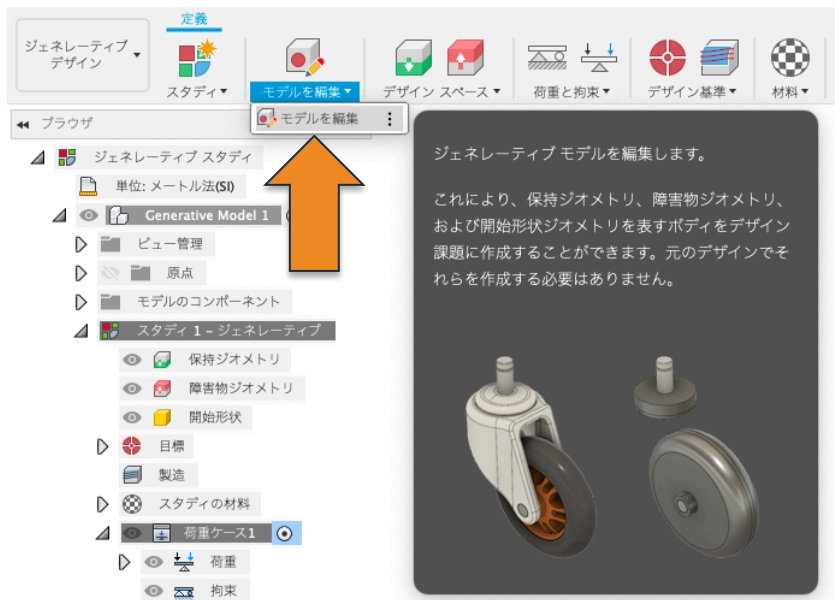 定義
ジェネレーティブ
デザイン
スタディ
モデルを編集
デザイン スペース
荷重と拘束
デザイン基準
材料
モデルを編集
ブラウザ
ジェネレーティブ スタディ
単位: メートル法(SI)
Generative Model 1
ビュー管理
原点
モデルのコンポーネント
スタディ 1 – ジェネレーティブ
保持ジオメトリ
障害物ジオメトリ
開始形状
目標
製造
スタディの材料
荷重ケース1
荷重
拘束
ジェネレーティブ モデルを編集します。
これにより、保持ジオメトリ、障害物ジオメトリ、
および開始形状ジオメトリを表すボディをデザイン
課題に作成することができます。元のデザインでそ
れらを作成する必要はありません。